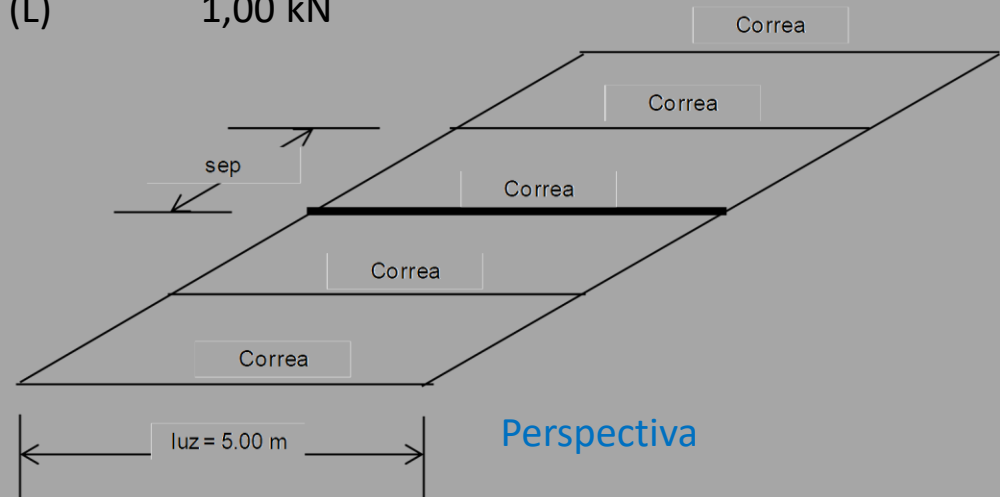 (L) 1,00 kN
Correa
Correa
sep
Correa
Correa
Correa
luz = 5.00 m
Perspectiva